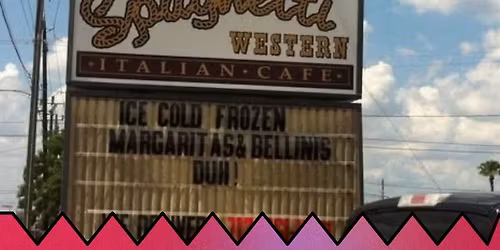 Spaghetti
WESTERN
·ITALIAN·CAFE·
ICE COLD FROZEN
MARGARITAS& BELLINIS
DUH!